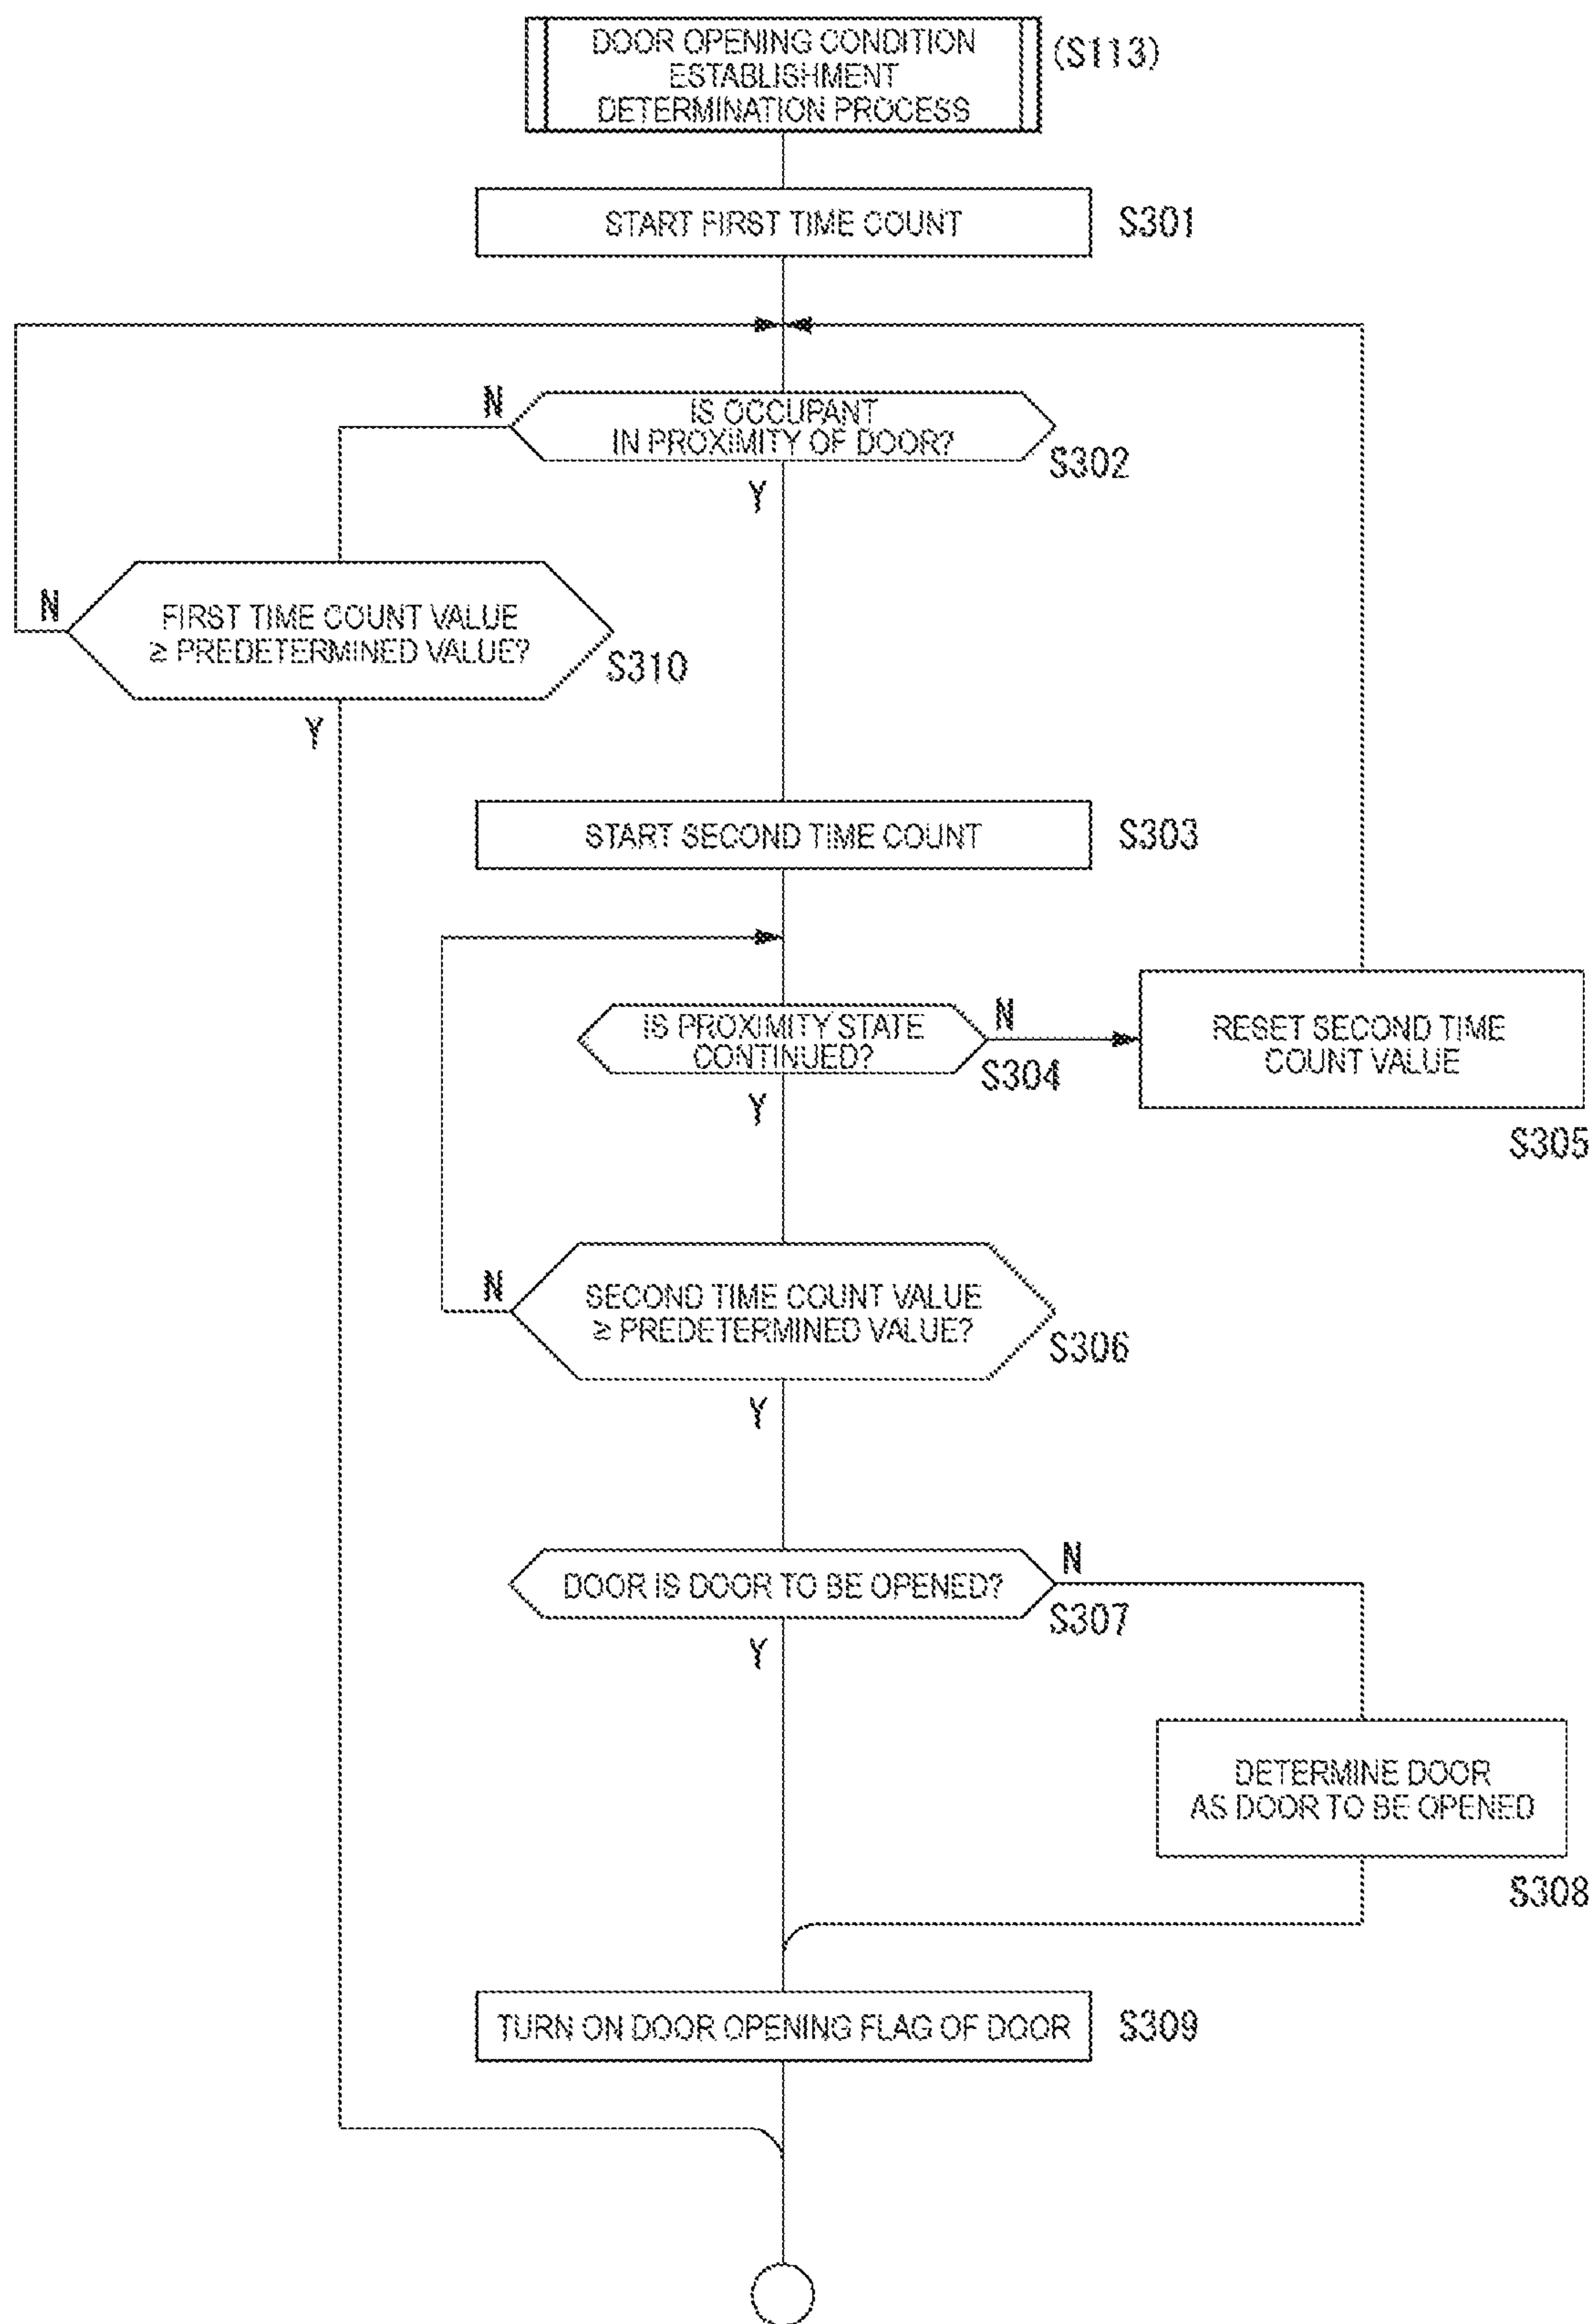 DOOR OPENING CONDITION
ESTABLISHMENT
DETERMINATION PROCESS
(S113)
START FIRST TIME COUNT
S301
N
IS OCCUPANT
IN PROXIMITY OF DOOR?
S302
Y
N
FIRST TIME COUNT VALUE
≥ PREDETERMINED VALUE?
S310
Y
START SECOND TIME COUNT
S303
IS PROXIMITY STATE
CONTINUED?
N
S304
Y
RESET SECOND TIME
COUNT VALUE
S305
N
SECOND TIME COUNT VALUE
≥ PREDETERMINED VALUE?
S306
Y
DOOR IS DOOR TO BE OPENED?
N
S307
Y
DETERMINE DOOR
AS DOOR TO BE OPENED
S308
TURN ON DOOR OPENING FLAG OF DOOR
S309